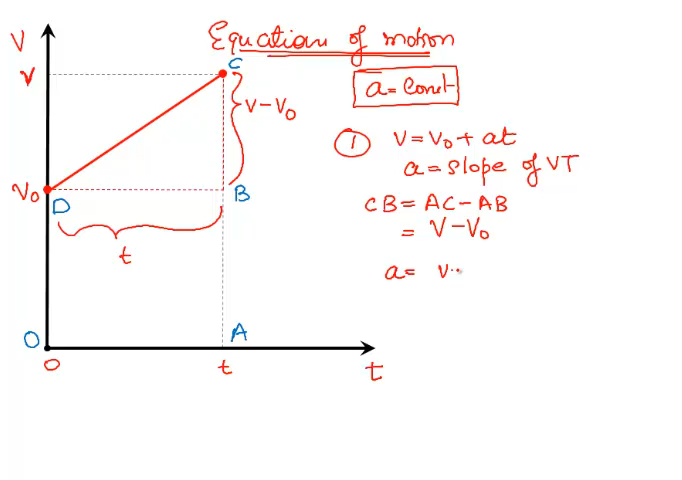 Equation of motion
a = Const
V
V
C
V - V₀
① V = V₀ + at
a = slope of VT
V₀
D
B
CB = AC - AB
= V - V₀
t
a = v
O
A
0
t
t